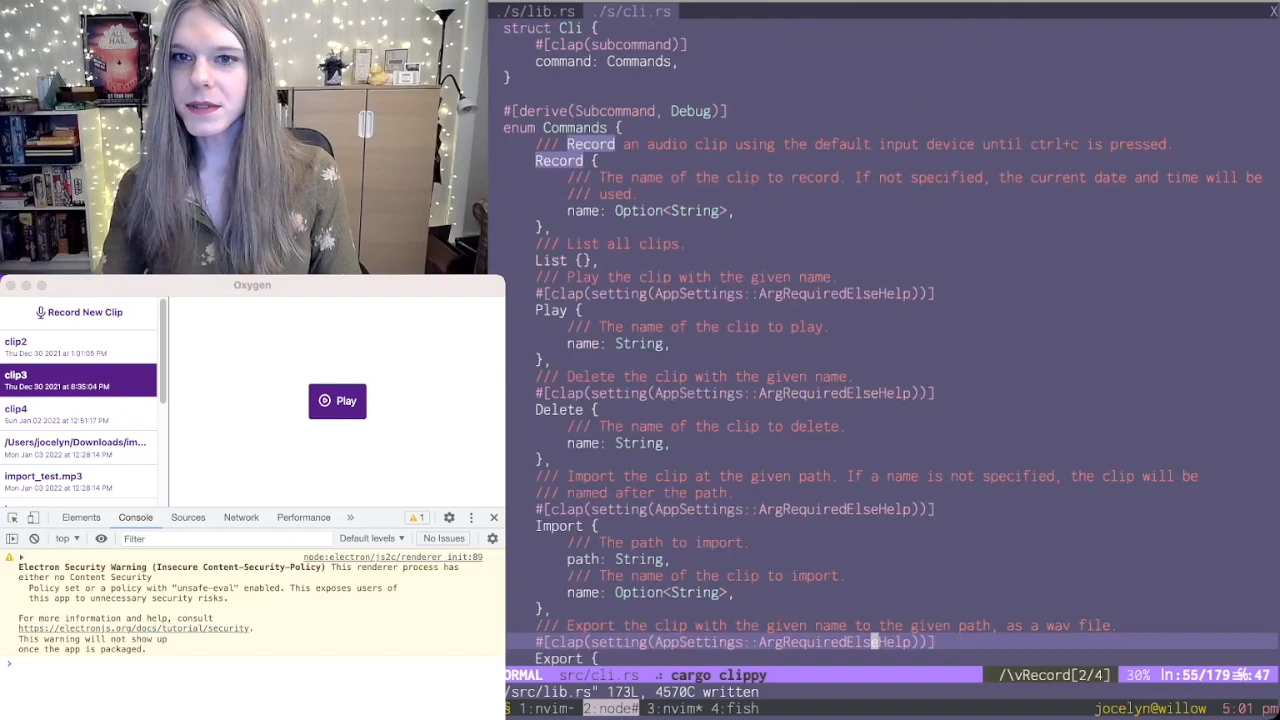 ALL HAIL
Oxygen
Record New Clip
clip2
Thu Dec 30 2021 at 1:01:05 PM
clip3
Thu Dec 30 2021 at 8:35:04 PM
clip4
Sun Jan 02 2022 at 12:51:17 PM
/Users/jocelyn/Downloads/im...
Mon Jan 03 2022 at 12:28:14 PM
import_test.mp3
Mon Jan 03 2022 at 12:28:14 PM
Play
Elements Console Sources Network Performance » 1
top ▾ Filter Default levels ▾ No Issues
node:electron/js2c/renderer_init:89
Electron Security Warning (Insecure Content-Security-Policy) This renderer process has
either no Content Security
Policy set or a policy with "unsafe-eval" enabled. This exposes users of
this app to unnecessary security risks.
For more information and help, consult
https://electronjs.org/docs/tutorial/security.
This warning will not show up
once the app is packaged.
>
./s/lib.rs ./s/cli.rs X
struct Cli {
#[clap(subcommand)]
command: Commands,
}
#[derive(Subcommand, Debug)]
enum Commands {
/// Record an audio clip using the default input device until ctrl+c is pressed.
Record {
/// The name of the clip to record. If not specified, the current date and time will be
/// used.
name: Option<String>,
},
/// List all clips.
List {},
/// Play the clip with the given name.
#[clap(setting(AppSettings::ArgRequiredElseHelp))]
Play {
/// The name of the clip to play.
name: String,
},
/// Delete the clip with the given name.
#[clap(setting(AppSettings::ArgRequiredElseHelp))]
Delete {
/// The name of the clip to delete.
name: String,
},
/// Import the clip at the given path. If a name is not specified, the clip will be
/// named after the path.
#[clap(setting(AppSettings::ArgRequiredElseHelp))]
Import {
/// The path to import.
path: String,
/// The name of the clip to import.
name: Option<String>,
},
/// Export the clip with the given name to the given path, as a wav file.
#[clap(setting(AppSettings::ArgRequiredElseHelp))]
Export {
ORMAL src/cli.rs .: cargo clippy /\vRecord[2/4] 30% ln:55/179 :47
/src/lib.rs" 173L, 4570C written
1:nvim- 2:node# 3:nvim* 4:fish jocelyn@willow 5:01 pm